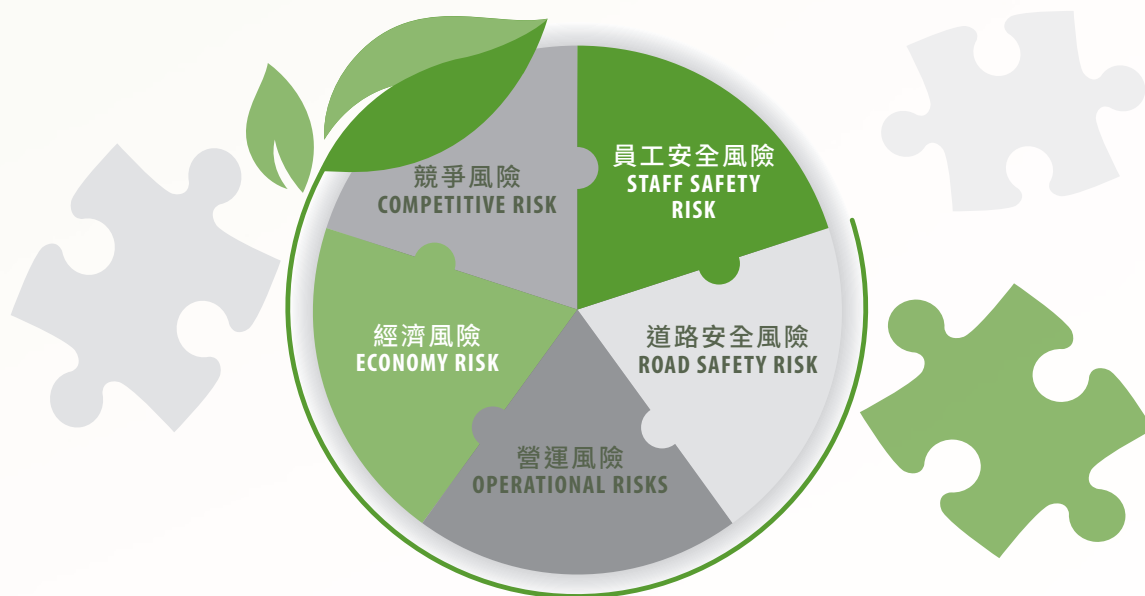 競爭風險
COMPETITIVE RISK
員工安全風險
STAFF SAFETY
RISK
經濟風險
ECONOMY RISK
道路安全風險
ROAD SAFETY RISK
營運風險
OPERATIONAL RISKS